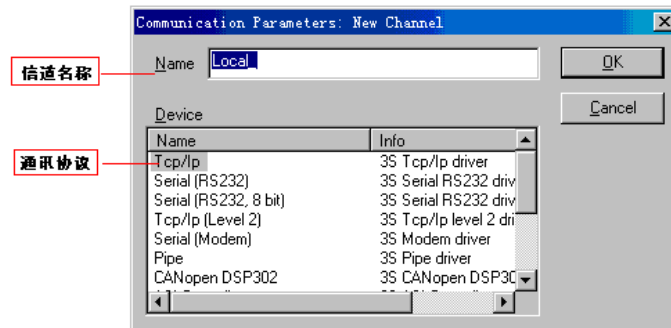 Communication Parameters: New Channel
信道名称
Name Local_
OK
Cancel
Device
Name Info
通讯协议
Tcp/Ip 3S Tcp/Ip driver
Serial (RS232) 3S Serial RS232 driv
Serial (RS232, 8 bit) 3S Serial RS232 driv
Tcp/Ip (Level 2) 3S Tcp/Ip level 2 dri
Serial (Modem) 3S Modem driver
Pipe 3S Pipe driver
CANopen DSP302 3S CANopen DSP3